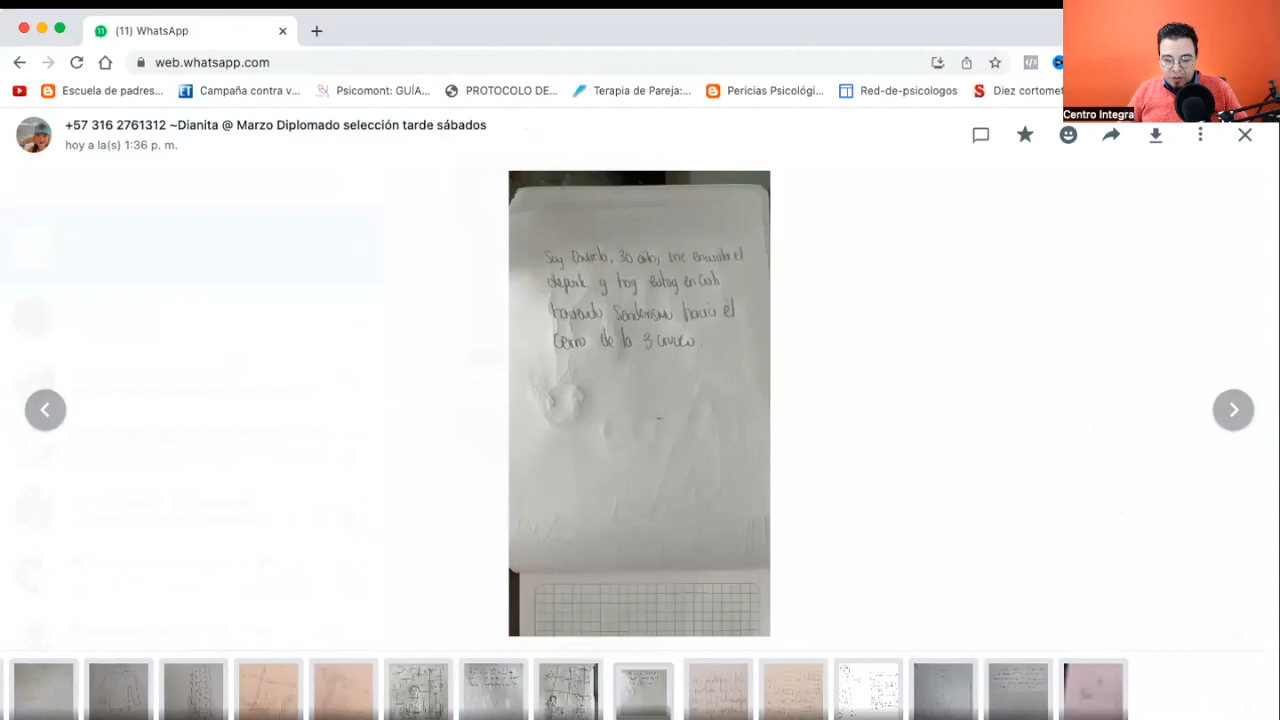 (11) WhatsApp
web.whatsapp.com
Escuela de padres...
Campaña contra v...
Psicomont: GUÍA...
PROTOCOLO DE...
Terapia de Pareja:...
Pericias Psicológi...
Red-de-psicologos
Diez cortomet
Centro Integra
+57 316 2761312 ~Dianita @ Marzo Diplomado selección tarde sábados
hoy a la(s) 1:36 p. m.
Soy 30 años, me encanta el
deporte y hoy estoy en
haciendo Senderismo hacia el
Cerro de la 3 cruces.